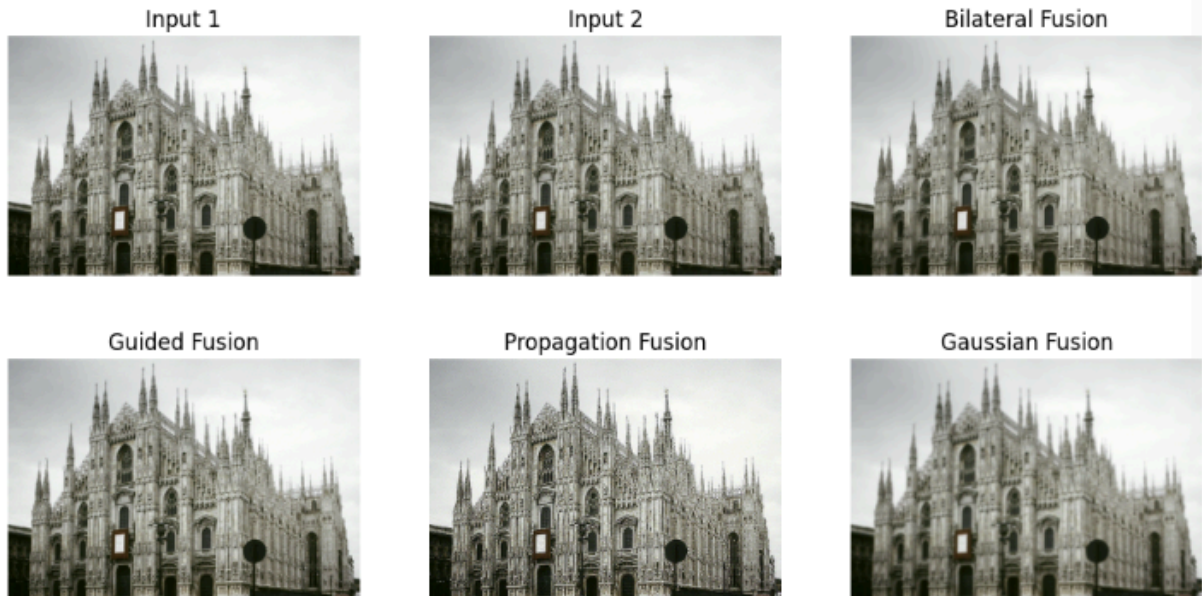 Input 1
Input 2
Bilateral Fusion
Guided Fusion
Propagation Fusion
Gaussian Fusion